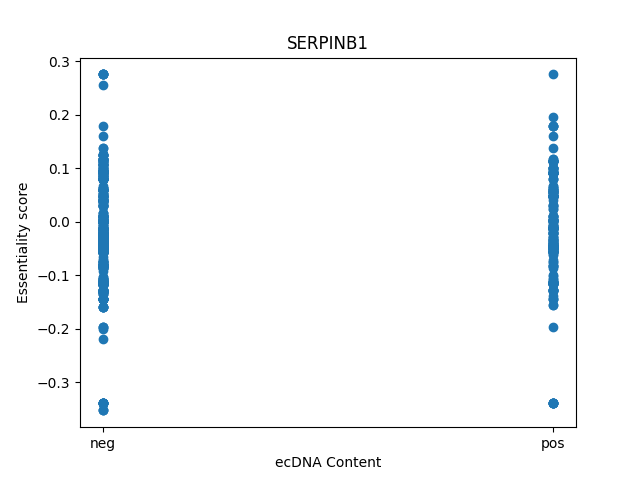 SERPINB1
0.3
0.2
0.1
0.0
−0.1
−0.2
−0.3
Essentiality score
neg pos
ecDNA Content